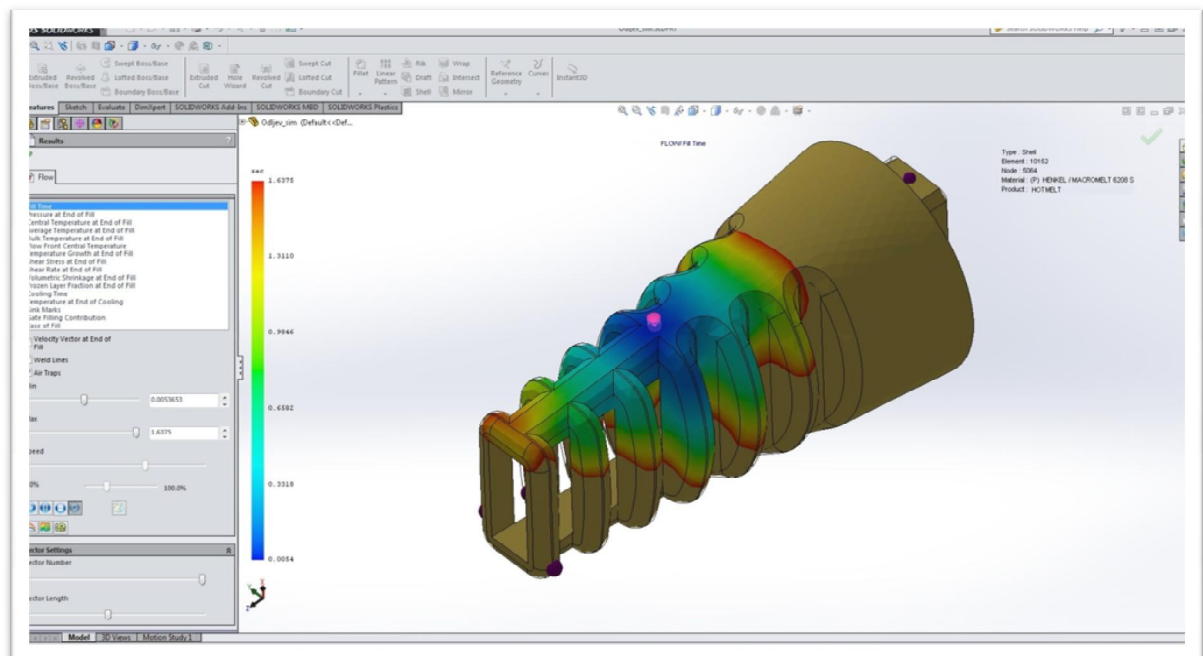 SOLIDWORKS
Search SOLIDWORKS Help
Swept Boss/Base
Lofted Boss/Base
Boundary Boss/Base
Extruded Boss/Base
Revolved Boss/Base
Extruded Cut
Hole Wizard
Revolved Cut
Swept Cut
Lofted Cut
Boundary Cut
Fillet
Linear Pattern
Rib
Draft
Shell
Wrap
Intersect
Mirror
Reference Geometry
Curves
Instant3D
eatures Sketch Evaluate DimXpert SOLIDWORKS Add-Ins SOLIDWORKS MBD SOLIDWORKS Plastics
Odljev_sim (Default<<Def...
Results
?
Flow
Fill Time
Pressure at End of Fill
Central Temperature at End of Fill
Average Temperature at End of Fill
Bulk Temperature at End of Fill
Flow Front Central Temperature
Temperature Growth at End of Fill
Shear Stress at End of Fill
Shear Rate at End of Fill
Volumetric Shrinkage at End of Fill
Frozen Layer Fraction at End of Fill
Cooling Time
Temperature at End of Cooling
Sink Marks
Gate Filling Contribution
Ease of Fill
Velocity Vector at End of Fill
Weld Lines
Air Traps
0.0053653
1.6375
peed
0%
100.0%
ector Settings
ector Number
ector Length
sec
1.6375
1.3110
0.9846
0.6582
0.3318
0.0054
FLOW/Fill Time
Type : Shell
Element : 10152
Node : 5064
Material : (P) HENKEL / MACROMELT 6208 S
Product : HOTMELT
Model 3D Views Motion Study 1